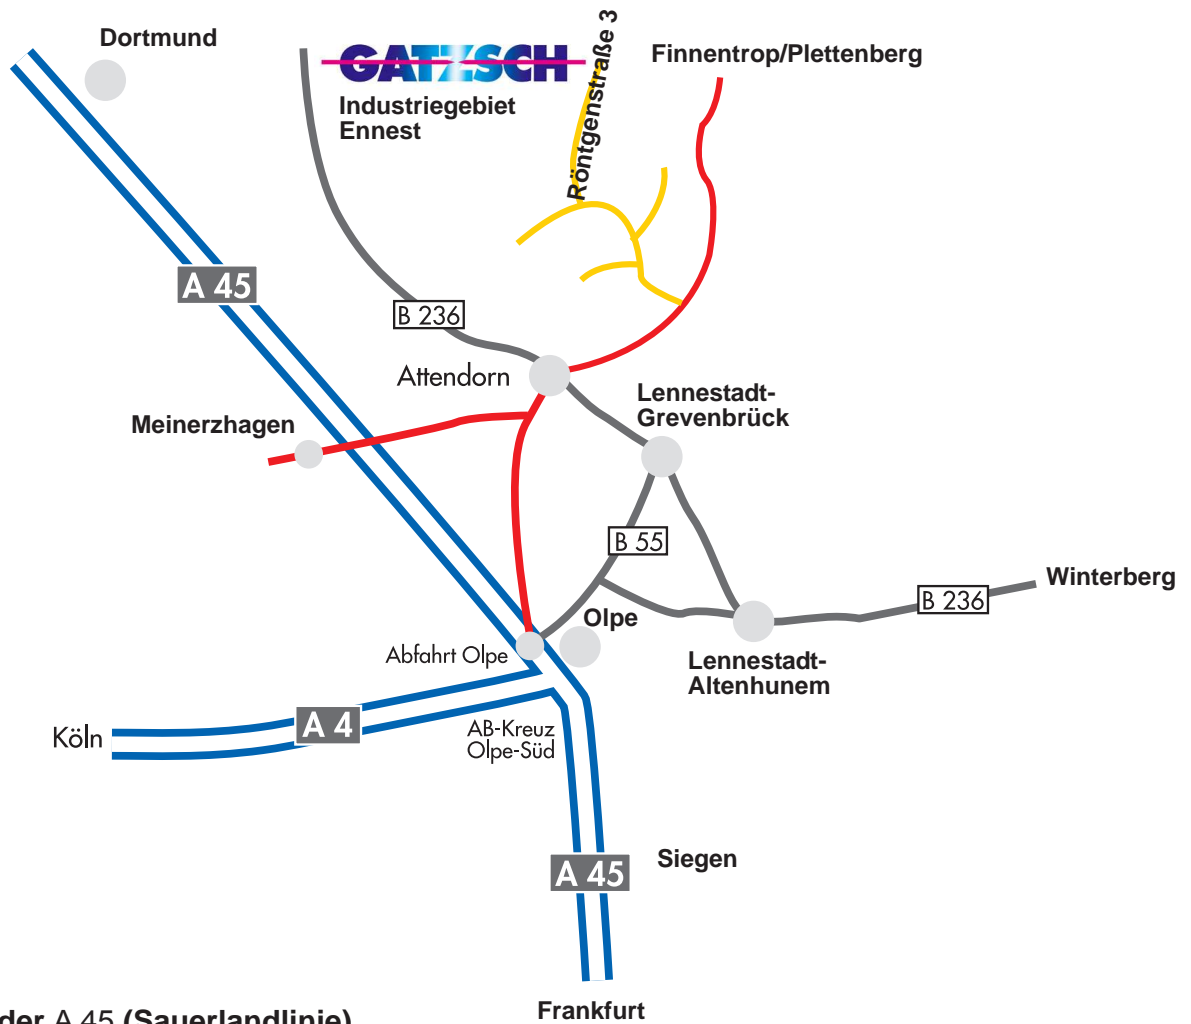 Dortmund
GATZSCH
Röntgenstraße 3
Finnentrop/Plettenberg
Industriegebiet
Ennest
A 45
B 236
Attendorn
Lennestadt-
Grevenbrück
Meinerzhagen
B 55
Winterberg
B 236
Olpe
Abfahrt Olpe
Lennestadt-
Altenhunem
A 4
Köln
AB-Kreuz
Olpe-Süd
Siegen
A 45
Frankfurt
der A 45 (Sauerlandlinie)